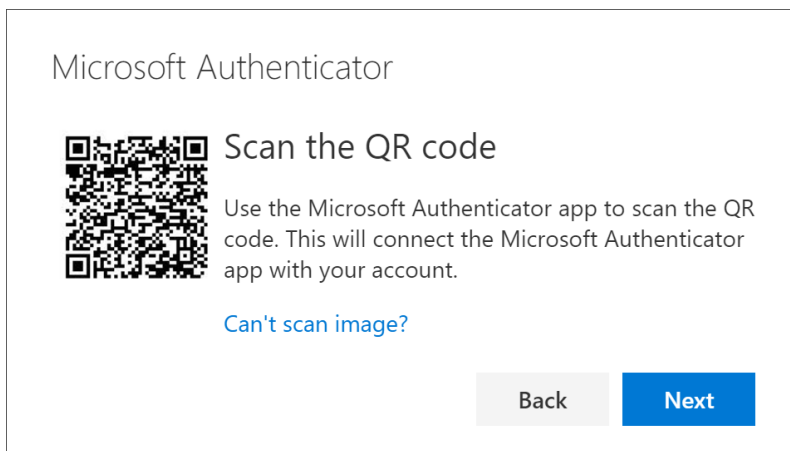 Microsoft Authenticator
Scan the QR code
Use the Microsoft Authenticator app to scan the QR
code. This will connect the Microsoft Authenticator
app with your account.
Can't scan image?
Back
Next